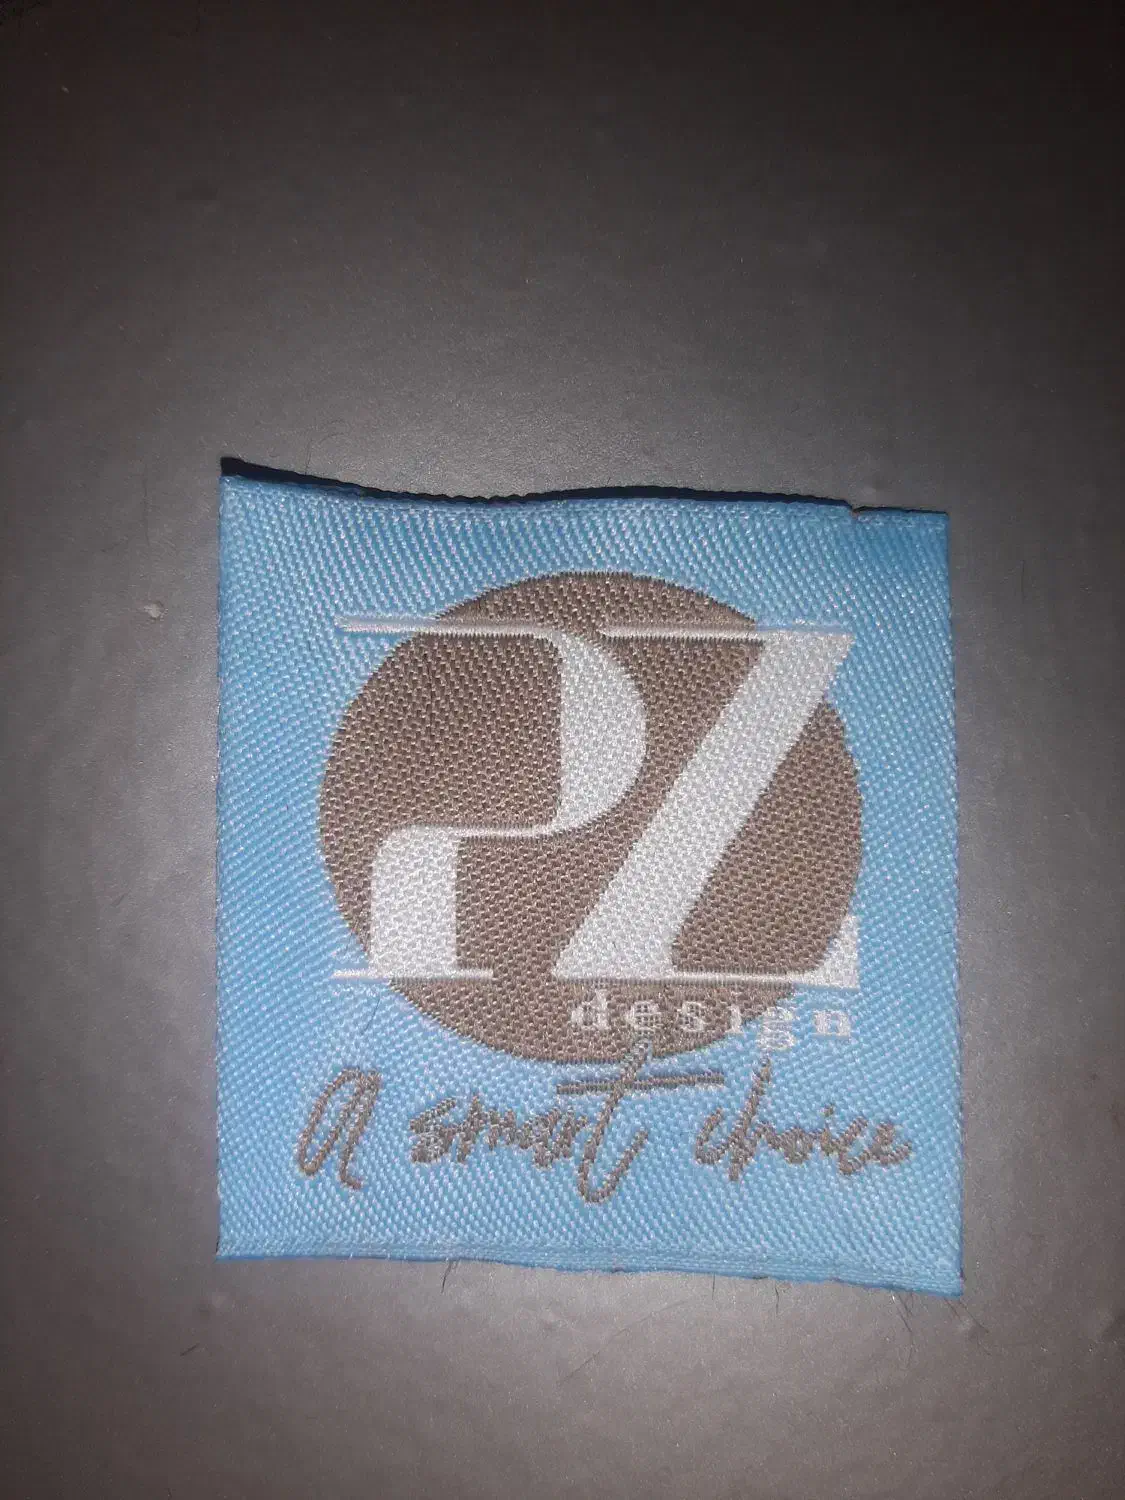 PZ
design
a smart choice